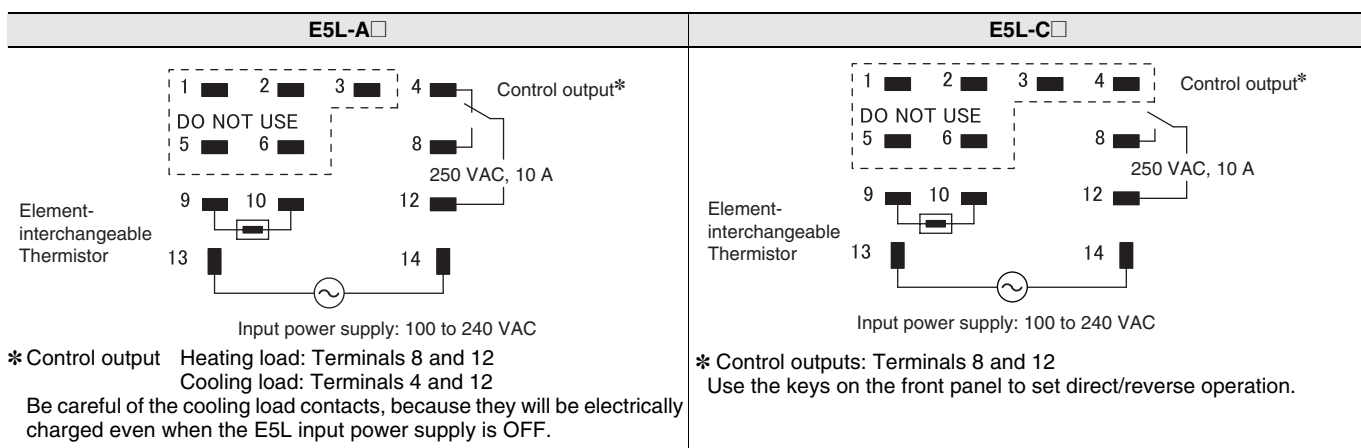 E5L-A□
E5L-C□
1 2 3 4 Control output✽
DO NOT USE
5 6 8
250 VAC, 10 A
9 10 12
Element-
interchangeable
Thermistor
13 14
Input power supply: 100 to 240 VAC
✽ Control output Heating load: Terminals 8 and 12
Cooling load: Terminals 4 and 12
Be careful of the cooling load contacts, because they will be electrically
charged even when the E5L input power supply is OFF.
1 2 3 4 Control output✽
DO NOT USE
5 6 8
250 VAC, 10 A
9 10 12
Element-
interchangeable
Thermistor
13 14
Input power supply: 100 to 240 VAC
✽ Control outputs: Terminals 8 and 12
Use the keys on the front panel to set direct/reverse operation.